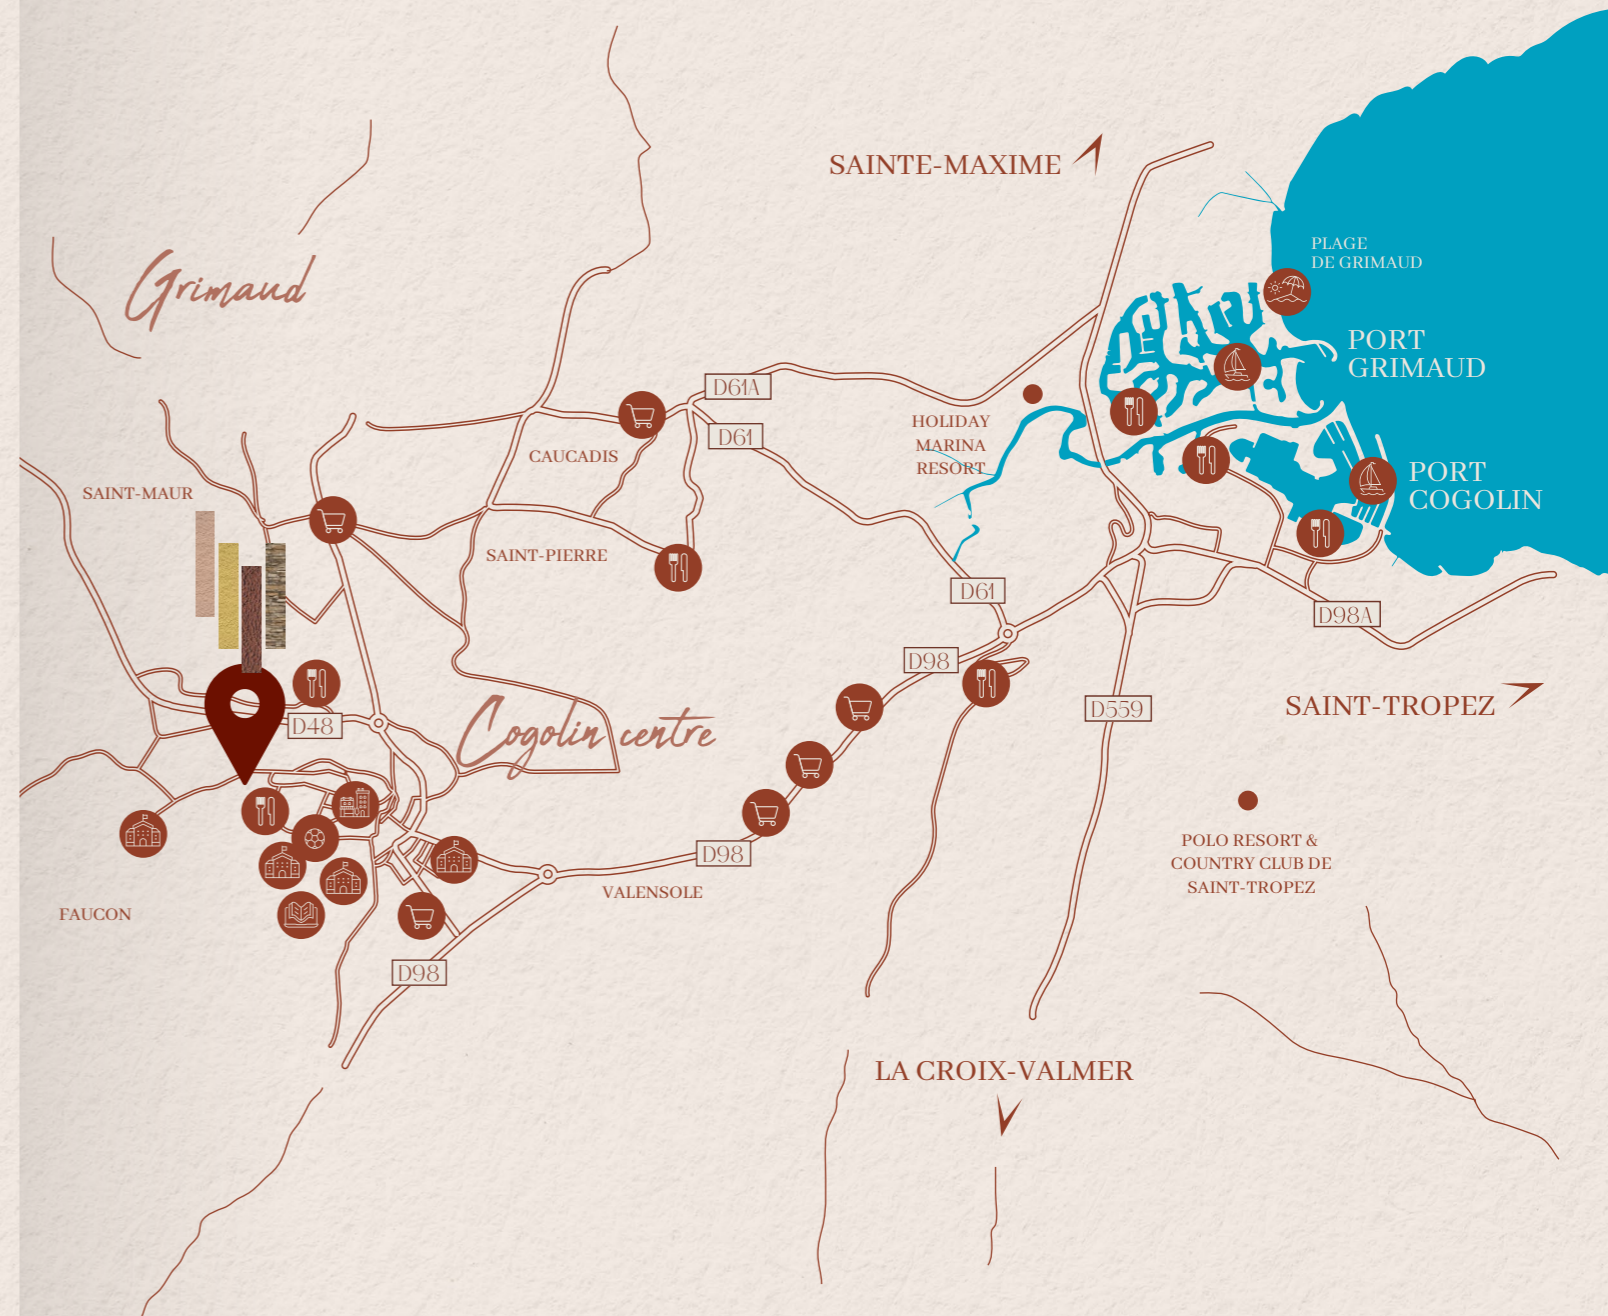 SAINTE-MAXIME
PLAGE
DE GRIMAUD
Grimaud
PORT
GRIMAUD
D61A
HOLIDAY
MARINA
RESORT
D61
CAUCADIS
PORT
COGOLIN
SAINT-MAUR
SAINT-PIERRE
D61
D98A
D98
SAINT-TROPEZ
D559
D48
Cogolin centre
POLO RESORT &
COUNTRY CLUB DE
SAINT-TROPEZ
D98
VALENSOLE
FAUCON
D98
LA CROIX-VALMER